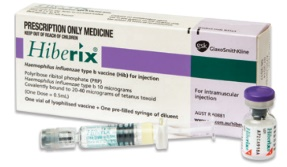 PRESCRIPTION ONLY MEDICINE
KEEP OUT OF REACH OF CHILDREN
Hiberix®
gsk GlaxoSmithKline
Haemophilus influenzae type b vaccine (Hib) for injection
Polyribose ribitol phosphate (PRP)
Haemophilus influenzae type b 10 micrograms
Covalently bound to 20-40 micrograms of tetanus toxoid
(One Dose = 0.5mL)
One vial of lyophilised vaccine + One pre-filled syringe of diluent
For intramuscular
injection